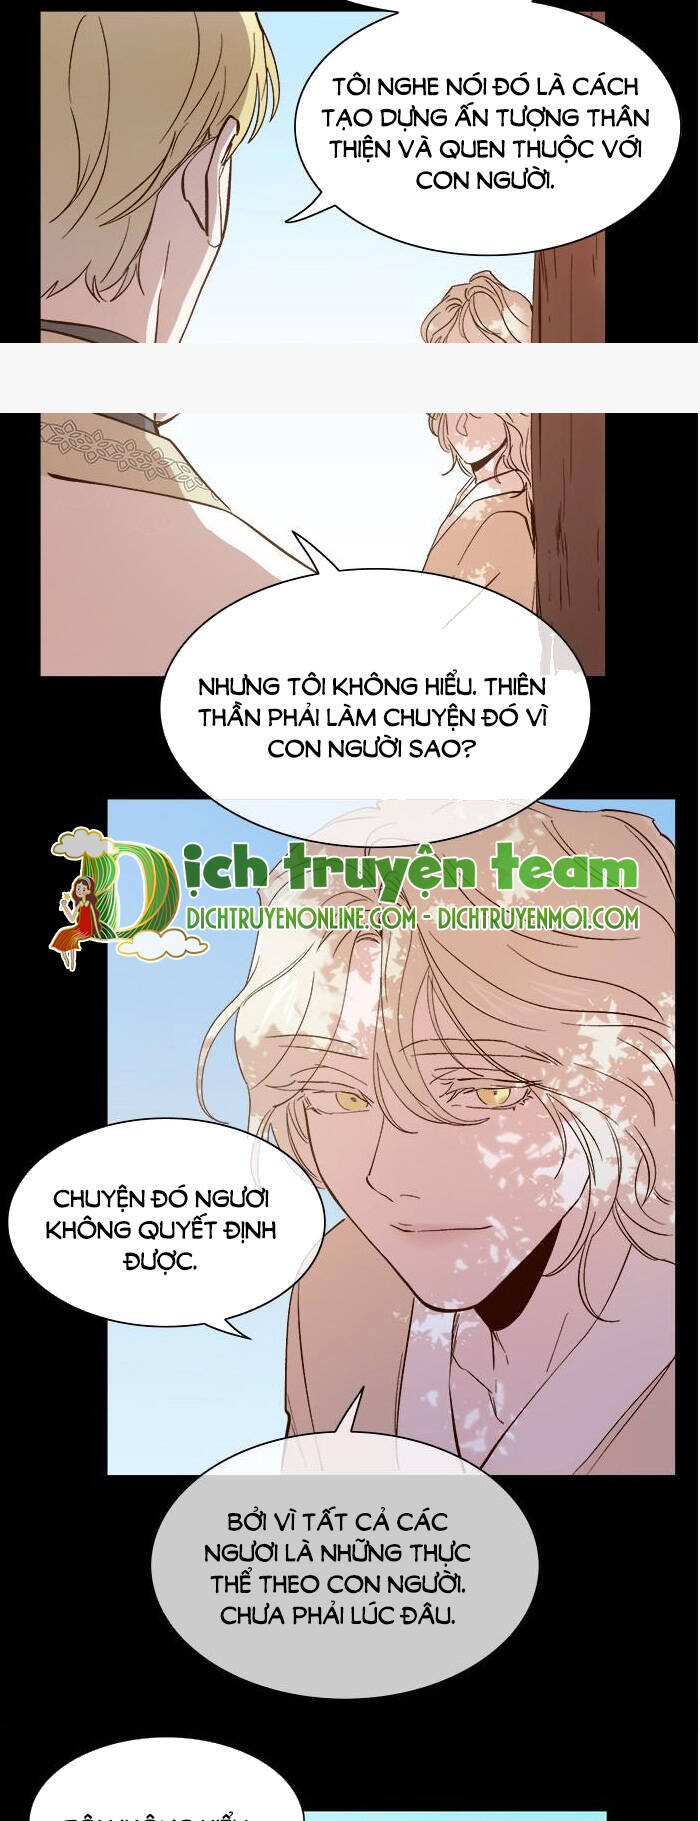 TÔI NGHE NÓI ĐÓ LÀ CÁCH
TẠO DỰNG ẤN TƯỢNG THÂN
THIỆN VÀ QUEN THUỘC VỚI
CON NGƯỜI.
NHƯNG TÔI KHÔNG HIỂU. THIÊN
THẦN PHẢI LÀM CHUYỆN ĐÓ VÌ
CON NGƯỜI SAO?
Dịch truyện team
DICHTRUYENONLINE.COM - DICHTRUYENMOI.COM
CHUYỆN ĐÓ NGƯƠI
KHÔNG QUYẾT ĐỊNH
ĐƯỢC.
BỞI VÌ TẤT CẢ CÁC
NGƯƠI LÀ NHỮNG THỰC
THỂ THEO CON NGƯỜI.
CHƯA PHẢI LÚC ĐÂU.